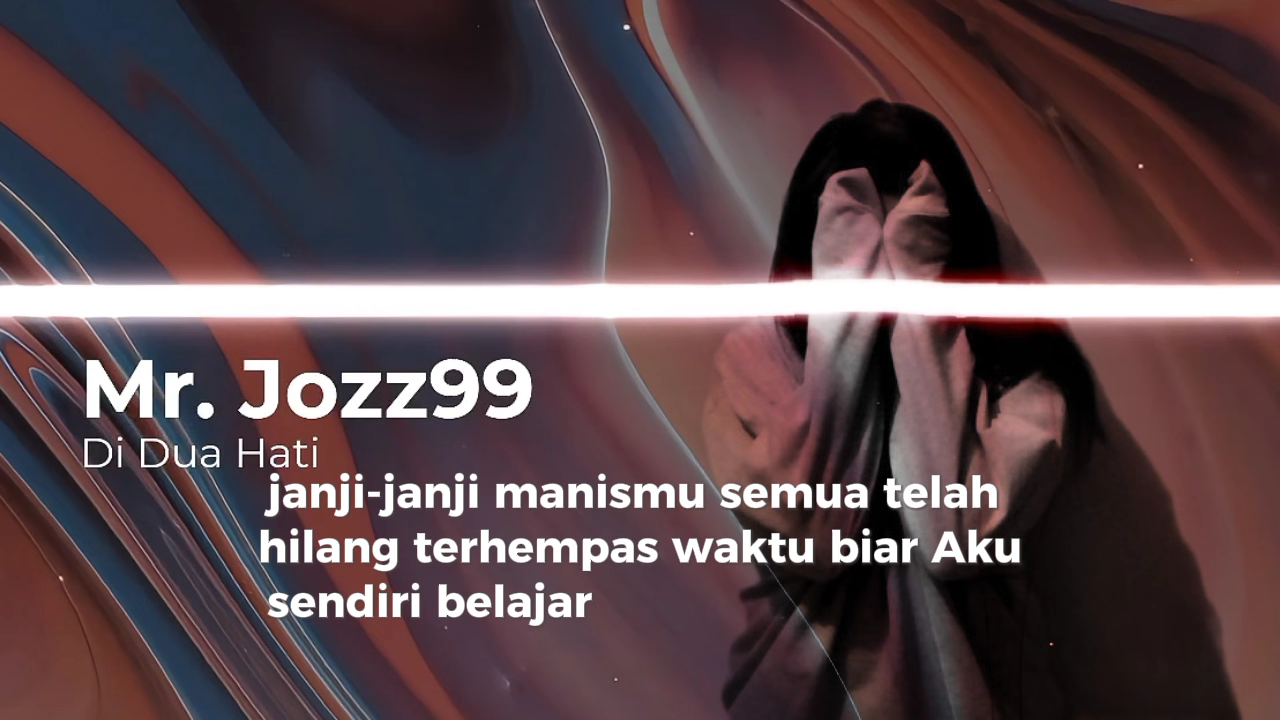 Mr. Jozz99
Di Dua Hati
janji-janji manismu semua telah
hilang terhempas waktu biar Aku
sendiri belajar